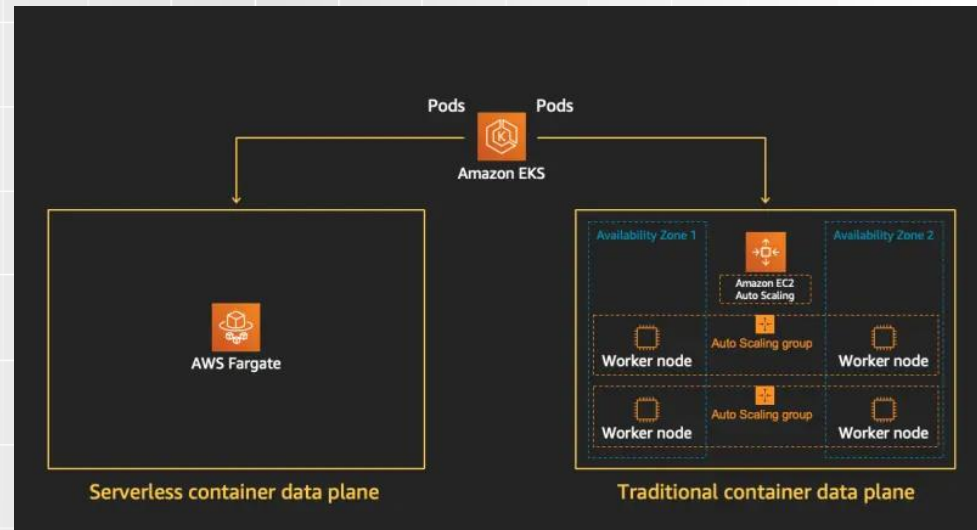 Pods
Pods
Amazon EKS
AWS Fargate
Serverless container data plane
Availability Zone 1
Availability Zone 2
Amazon EC2
Auto Scaling
Auto Scaling group
Worker node
Worker node
Auto Scaling group
Worker node
Worker node
Traditional container data plane